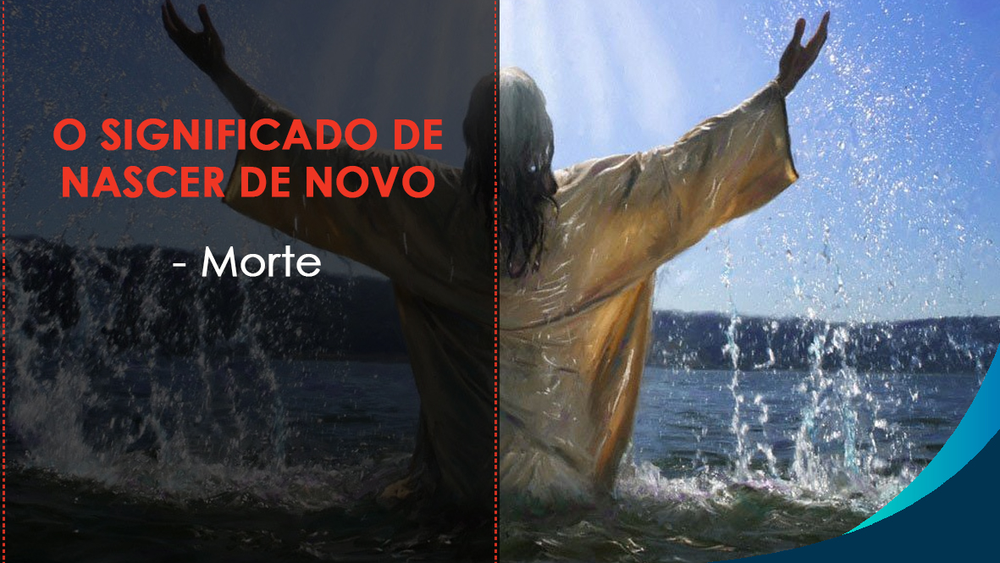 O SIGNIFICADO DE
NASCER DE NOVO
- Morte